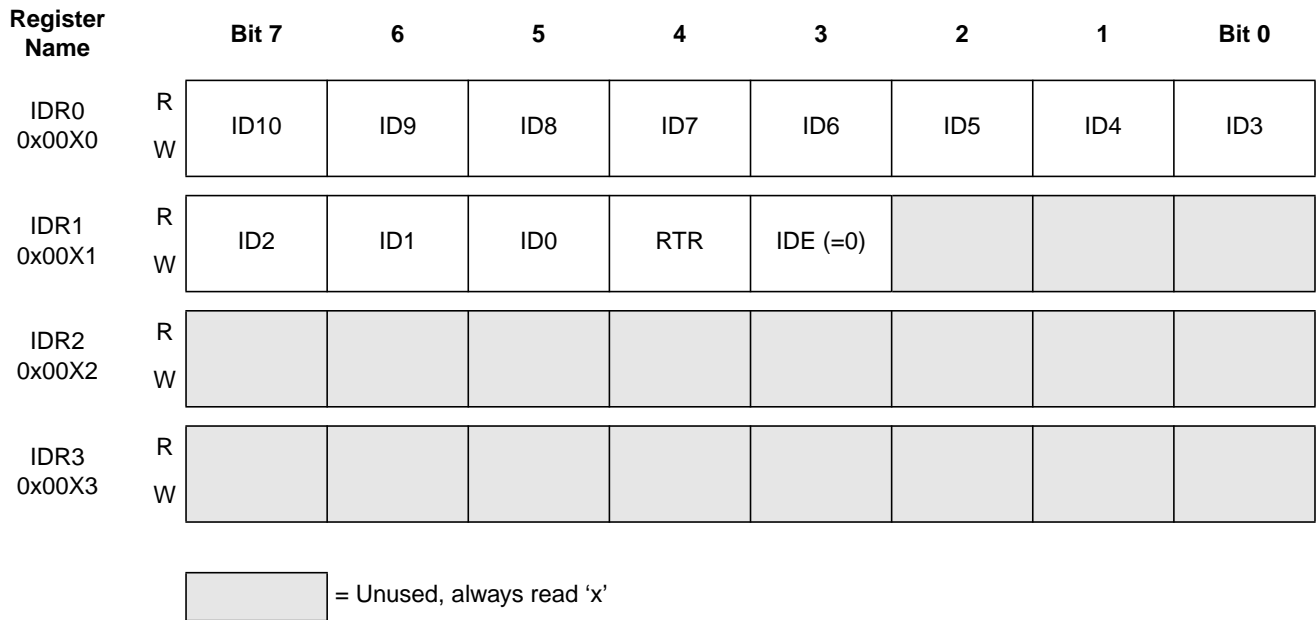 Register Name Bit 7 6 5 4 3 2 1 Bit 0
IDR0 0x00X0 R W ID10 ID9 ID8 ID7 ID6 ID5 ID4 ID3
IDR1 0x00X1 R W ID2 ID1 ID0 RTR IDE (=0)
IDR2 0x00X2 R W
IDR3 0x00X3 R W
= Unused, always read ‘x’